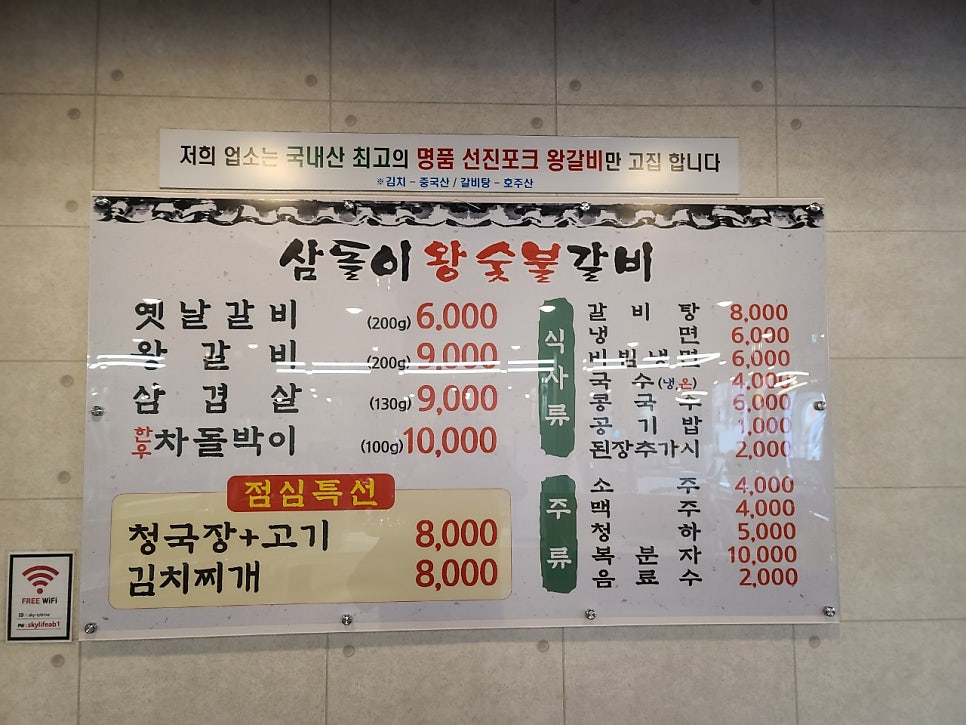 저희 업소는 국내산 최고의 명품 선진포크 왕갈비만 고집 합니다
※김치 - 중국산 / 갈비탕 - 호주산
삼돌이 왕숯불갈비
옛날갈비 (200g) 6,000
왕갈비 (200g) 9,000
삼겹살 (130g) 9,000
한우 차돌박이 (100g) 10,000
점심특선
청국장+고기 8,000
김치찌개 8,000
식사류
갈비탕 8,000
냉면 6,000
비빔냉면 6,000
국수(냉,온) 4,000
콩국수 6,000
공기밥 1,000
된장추가시 2,000
주류
소주 4,000
맥주 4,000
청하 5,000
복분자 10,000
음료수 2,000
FREE WiFi
skylifeab1